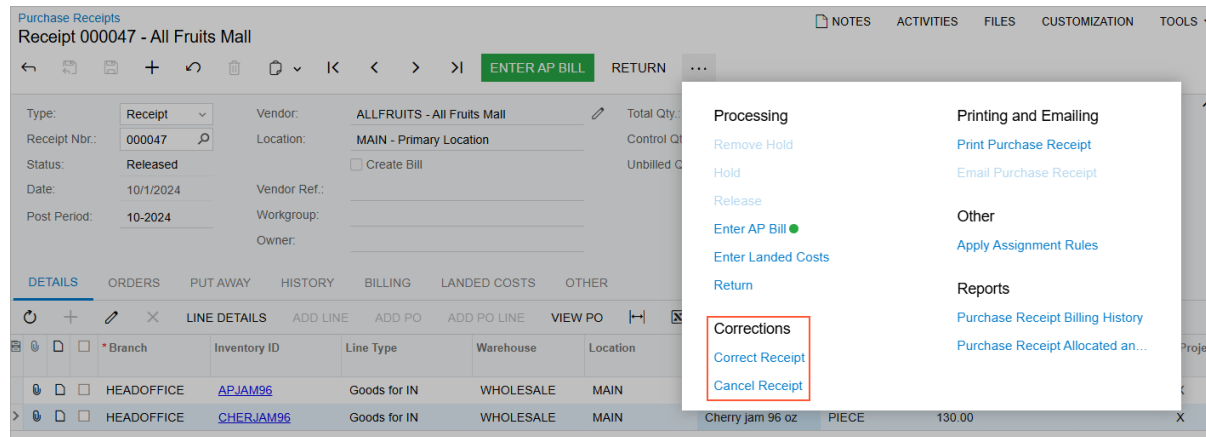 Purchase Receipts
NOTES ACTIVITIES FILES CUSTOMIZATION TOOLS
Receipt 000047 - All Fruits Mall
ENTER AP BILL RETURN ...
Type: Receipt Vendor: ALLFRUITS - All Fruits Mall Total Qty.:
Receipt Nbr.: 000047 Location: MAIN - Primary Location Control
Status: Released Create Bill Unbilled
Date: 10/1/2024 Vendor Ref.:
Post Period: 10-2024 Workgroup:
Owner:
Processing
Remove Hold
Hold
Release
Enter AP Bill
Enter Landed Costs
Return
Corrections
Correct Receipt
Cancel Receipt
Printing and Emailing
Print Purchase Receipt
Email Purchase Receipt
Other
Apply Assignment Rules
Reports
Purchase Receipt Billing History
Purchase Receipt Allocated an...
DETAILS ORDERS PUT AWAY HISTORY BILLING LANDED COSTS OTHER
LINE DETAILS ADD LINE ADD PO ADD PO LINE VIEW PO
* Branch Inventory ID Line Type Warehouse Location Proje
HEADOFFICE APJAM96 Goods for IN WHOLESALE MAIN X
HEADOFFICE CHERJAM96 Goods for IN WHOLESALE MAIN Cherry jam 96 oz PIECE 130.00 X